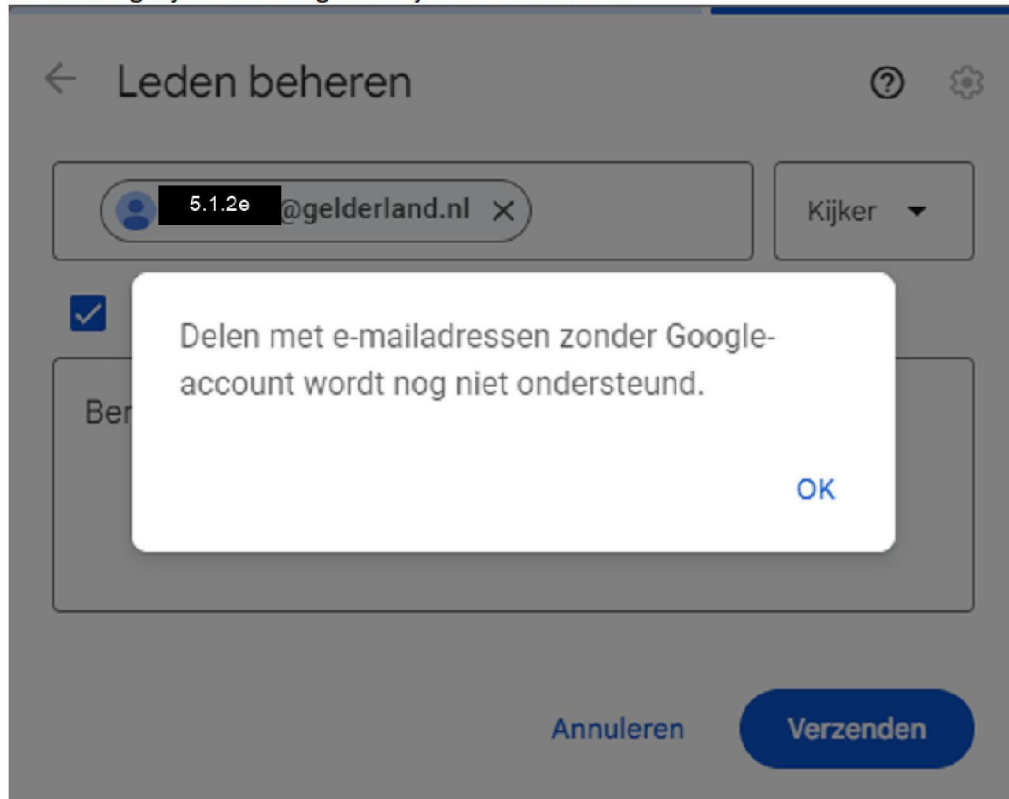 Leden beheren
5.1.2e @gelderland.nl
Kijker
Delen met e-mailadressen zonder Google-
account wordt nog niet ondersteund.
Ber
OK
Annuleren
Verzenden